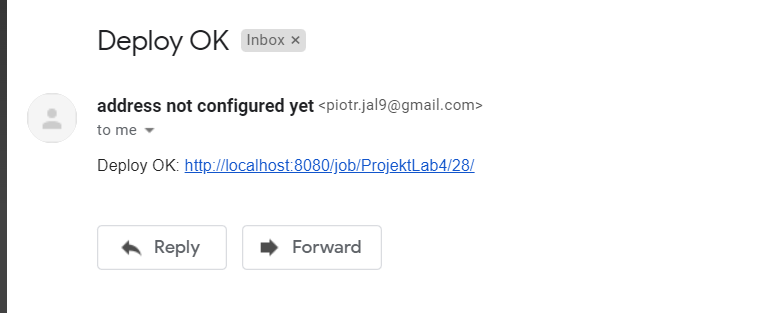 Deploy OK Inbox ×
address not configured yet <piotr.jal9@gmail.com>
to me
Deploy OK: http://localhost:8080/job/ProjektLab4/28/
Reply Forward